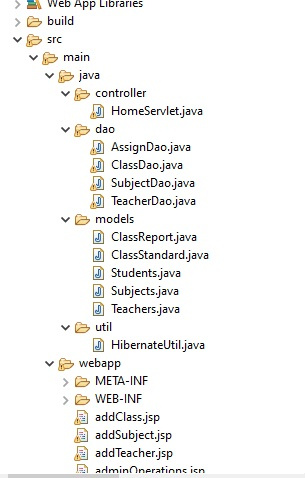 Web App Libraries
build
src
main
java
controller
HomeServlet.java
dao
AssignDao.java
ClassDao.java
SubjectDao.java
TeacherDao.java
models
ClassReport.java
ClassStandard.java
Students.java
Subjects.java
Teachers.java
util
HibernateUtil.java
webapp
META-INF
WEB-INF
addClass.jsp
addSubject.jsp
addTeacher.jsp
adminOperations.jsp